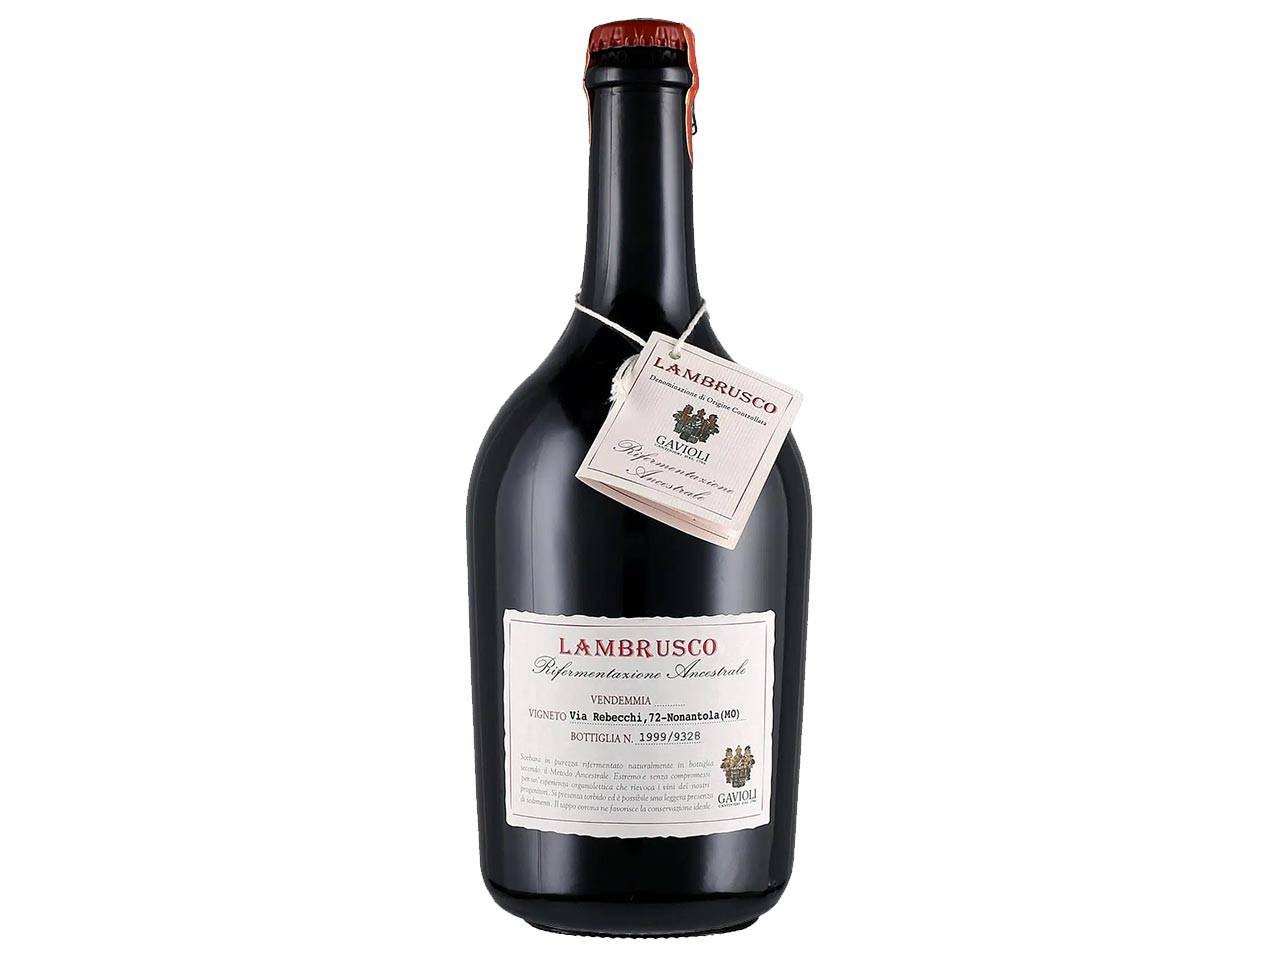 LAMBRUSCO
Denominazione di Origine Controllata
GAVIOLI
Rifermentazione
Ancestrale
LAMBRUSCO
Rifermentazione Ancestrale
VENDEMMIA
VIGNETO Via Rebecchi,72-Nonantola(MO)
BOTTIGLIA N. 1999/9328
Sorbara in purezza rifermentato naturalmente in bottiglia
secondo il Metodo Ancestrale. Estremo e senza compromessi
per un'esperienza organolettica che rievoca i vini dei nostri
progenitori. Si presenta torbido ed è possibile una leggera presenza
di sedimenti. Il tappo corona ne favorisce la conservazione ideale.
GAVIOLI